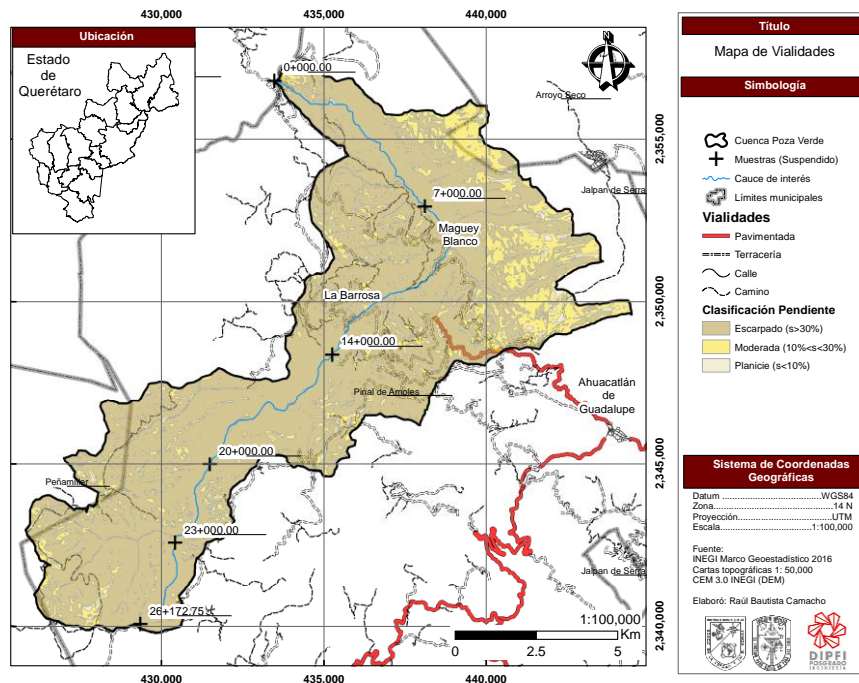 430,000
435,000
440,000
Ubicación
Estado
de
Querétaro
0+000.00
Arroyo Seco
2,355,000
Jalpan de Serra
7+000.00
Maguey
Blanco
La Barrosa
2,350,000
14+000.00
Pinal de Amoles
Ahuacatlán
de
Guadalupe
20+000.00
2,345,000
Peñamiller
23+000.00
Jalpan de Serra
26+172.75
2,340,000
1:100,000
Km
0
2.5
5
430,000
435,000
440,000
Título
Mapa de Vialidades
Simbología
Cuenca Poza Verde
Muestras (Suspendido)
Cauce de interés
Límites municipales
Vialidades
Pavimentada
Terracería
Calle
Camino
Clasificación Pendiente
Escarpado (s>30%)
Moderada (10%<s<30%)
Planicie (s<10%)
Sistema de Coordenadas
Geográficas
Datum ................................WGS84
Zona.....................................14 N
Proyección............................UTM
Escala..............................1:100,000
Fuente:
INEGI Marco Geoestadístico 2016
Cartas topográficas 1: 50,000
CEM 3.0 INEGI (DEM)
Elaboró: Raúl Bautista Camacho
DIPFI
POSGRADO
INGENIERÍA